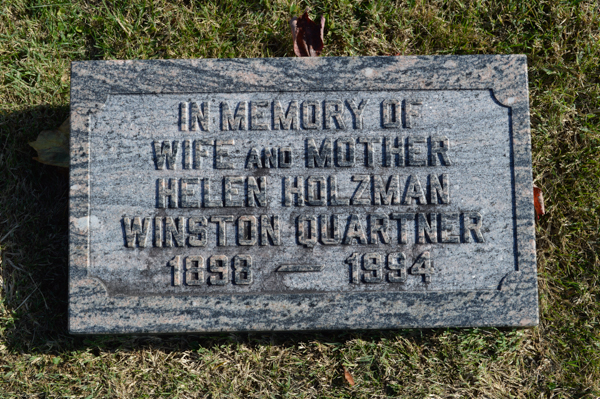 IN MEMORY OF
WIFE AND MOTHER
HELEN HOLZMAN
WINSTON QUARTNER
1898 — 1994